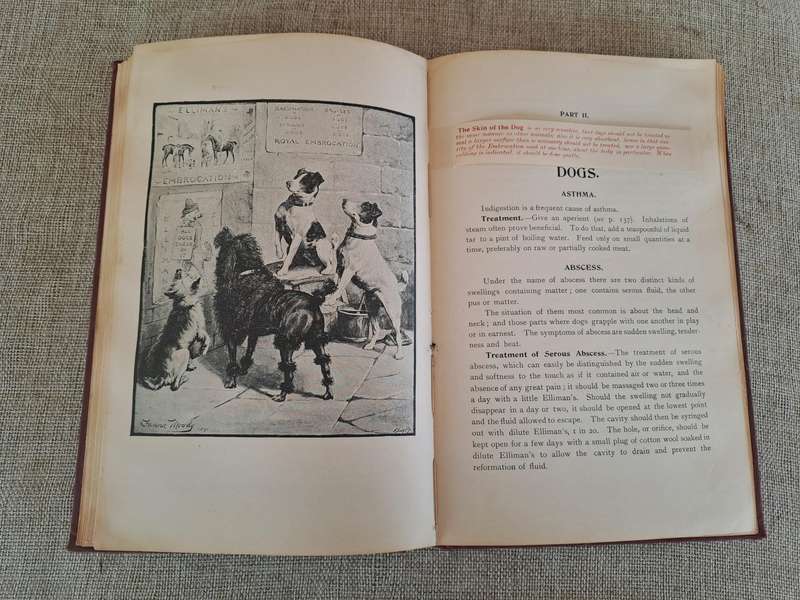 ELLIMAN'S
EMBROCATION
ROYAL EMBROCATION
Fannie Moody
PART II.
The Skin of the Dog is so very sensitive, that dogs should not be treated
DOGS.
ASTHMA.
Indigestion is a frequent cause of asthma.
Treatment.—Give an aperient (see p. 137). Inhalations of
steam often prove beneficial. To do that, add a teaspoonful of liquid
tar to a pint of boiling water. Feed only on small quantities at a
time, preferably on raw or partially cooked meat.
ABSCESS.
Under the name of abscess there are two distinct kinds of
swellings containing matter; one contains serous fluid, the other
pus or matter.
The situation of them most common is about the head and
neck; and those parts where dogs grapple with one another in play
or in earnest. The symptoms of abscess are sudden swelling, tender-
ness and heat.
Treatment of Serous Abscess.—The treatment of serous
abscess, which can easily be distinguished by the sudden swelling
and softness to the touch as if it contained air or water, and the
absence of any great pain; it should be massaged two or three times
a day with a little Elliman's. Should the swelling not gradually
disappear in a day or two, it should be opened at the lowest point
and the fluid allowed to escape. The cavity should then be syringed
out with dilute Elliman's, 1 in 20. The hole, or orifice, should be
kept open for a few days with a small plug of cotton wool soaked in
dilute Elliman's to allow the cavity to drain and prevent the
reformation of fluid.